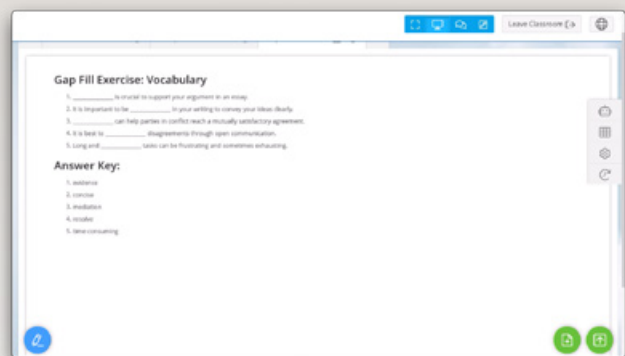 Leave Classroom
Gap Fill Exercise: Vocabulary
1. ____________ is crucial to support your argument in an essay.
2. It is important to be ____________ in your writing to convey your ideas clearly.
3. ____________ can help parties in conflict reach a mutually satisfactory agreement.
4. It is best to ____________ disagreements through open communication.
5. Long and ____________ tasks can be frustrating and sometimes exhausting.
Answer Key:
1. evidence
2. concise
3. mediation
4. resolve
5. time-consuming